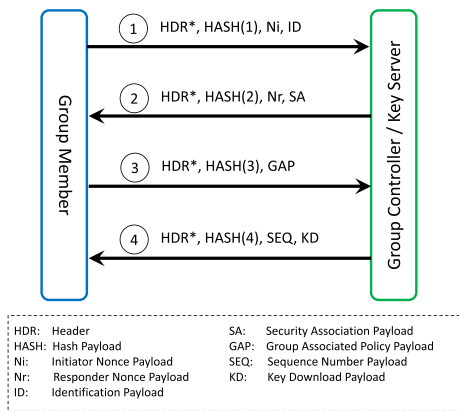 Group Member
Group Controller / Key Server
1 HDR*, HASH(1), Ni, ID
2 HDR*, HASH(2), Nr, SA
3 HDR*, HASH(3), GAP
4 HDR*, HASH(4), SEQ, KD
HDR: Header
HASH: Hash Payload
Ni: Initiator Nonce Payload
Nr: Responder Nonce Payload
ID: Identification Payload
SA: Security Association Payload
GAP: Group Associated Policy Payload
SEQ: Sequence Number Payload
KD: Key Download Payload